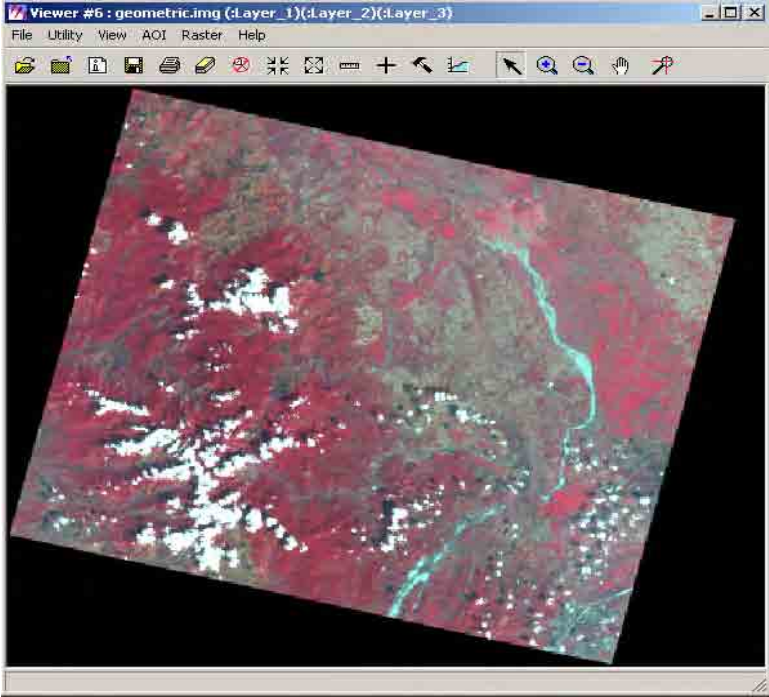 Viewer #6 : geometric.img (:Layer_1)(:Layer_2)(:Layer_3)
File Utility View AOI Raster Help